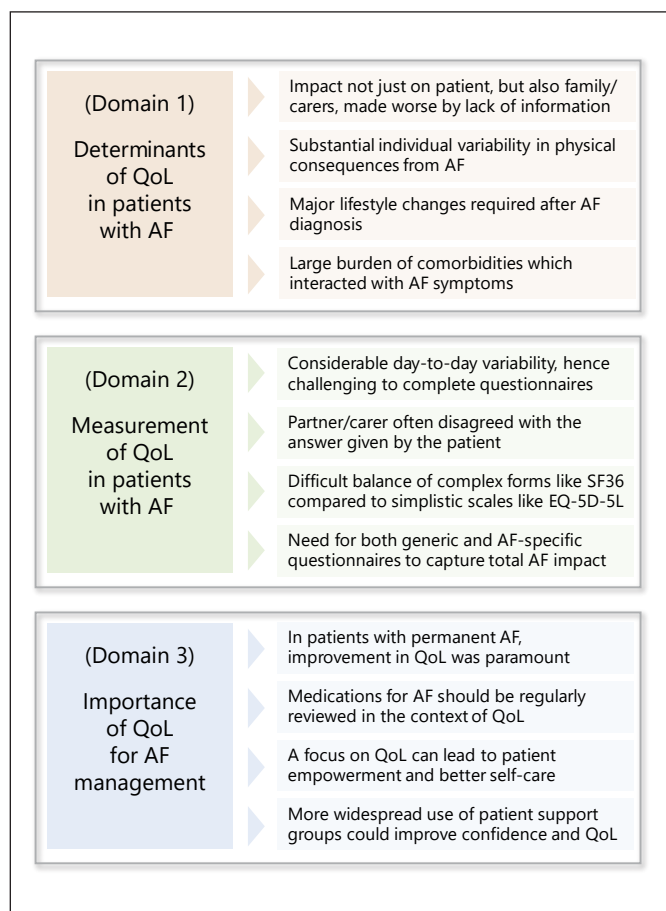 (Domain 1)
Determinants
of QoL
in patients
with AF
Impact not just on patient, but also family/
carers, made worse by lack of information
Substantial individual variability in physical
consequences from AF
Major lifestyle changes required after AF
diagnosis
Large burden of comorbidities which
interacted with AF symptoms
(Domain 2)
Measurement
of QoL
in patients
with AF
Considerable day-to-day variability, hence
challenging to complete questionnaires
Partner/carer often disagreed with the
answer given by the patient
Difficult balance of complex forms like SF36
compared to simplistic scales like EQ-5D-5L
Need for both generic and AF-specific
questionnaires to capture total AF impact
(Domain 3)
Importance
of QoL
for AF
management
In patients with permanent AF,
improvement in QoL was paramount
Medications for AF should be regularly
reviewed in the context of QoL
A focus on QoL can lead to patient
empowerment and better self-care
More widespread use of patient support
groups could improve confidence and QoL